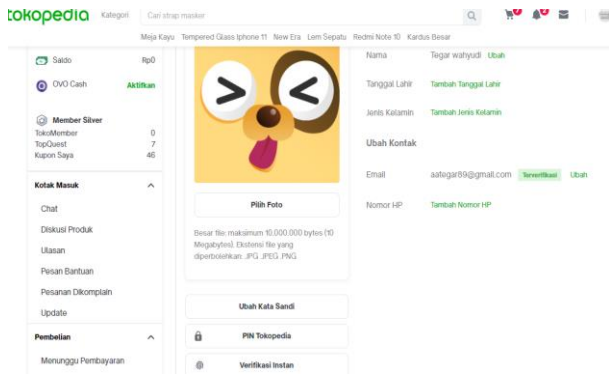 tokopedia Kategori Cari strap masker
Meja Kayu Tempered Glass Iphone 11 New Era Lem Sepatu Redmi Note 10 Kardus Besar
Saldo Rp0
OVO Cash Aktifkan
Member Silver
TokoMember 0
TopQuest 7
Kupon Saya 46
Kotak Masuk
Chat
Diskusi Produk
Ulasan
Pesan Bantuan
Pesanan Dikomplain
Update
Pembelian
Menunggu Pembayaran
Pilih Foto
Besar file: maksimum 10.000.000 bytes (10
Megabytes). Ekstensi file yang
diperbolehkan: .JPG .JPEG .PNG
Ubah Kata Sandi
PIN Tokopedia
Verifikasi Instan
Nama Tegar wahyudi Ubah
Tanggal Lahir Tambah Tanggal Lahir
Jenis Kelamin Tambah Jenis Kelamin
Ubah Kontak
Email aategar89@gmail.com Terverifikasi Ubah
Nomor HP Tambah Nomor HP